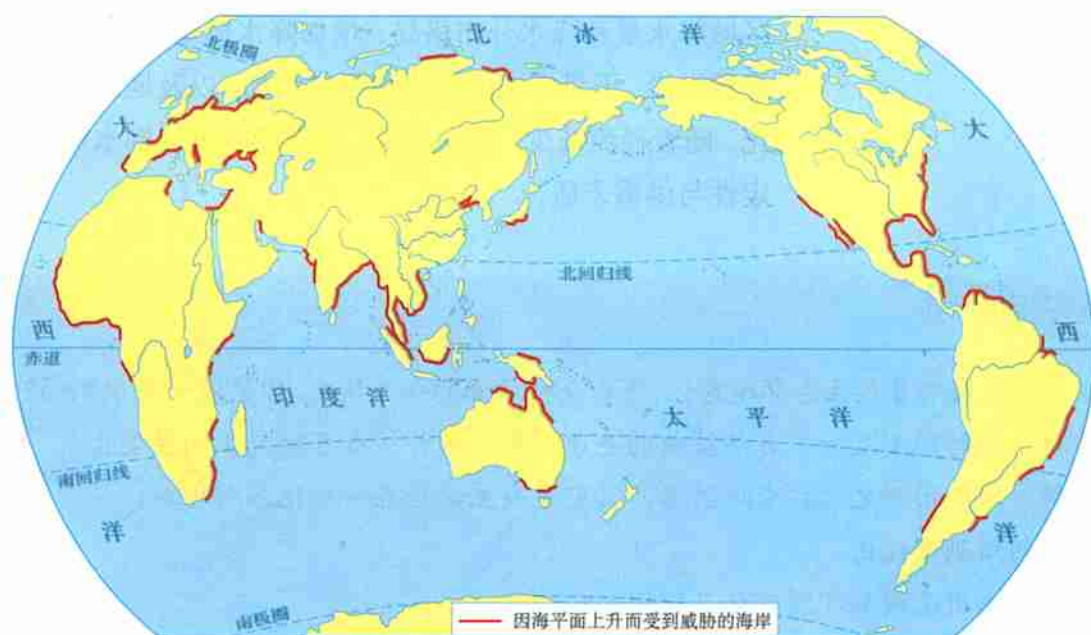 北冰洋
北极圈
大
大
北回归线
西
西
赤道
印度洋
太平洋
南回归线
洋
洋
南极圈
因海平面上升而受到威胁的海岸